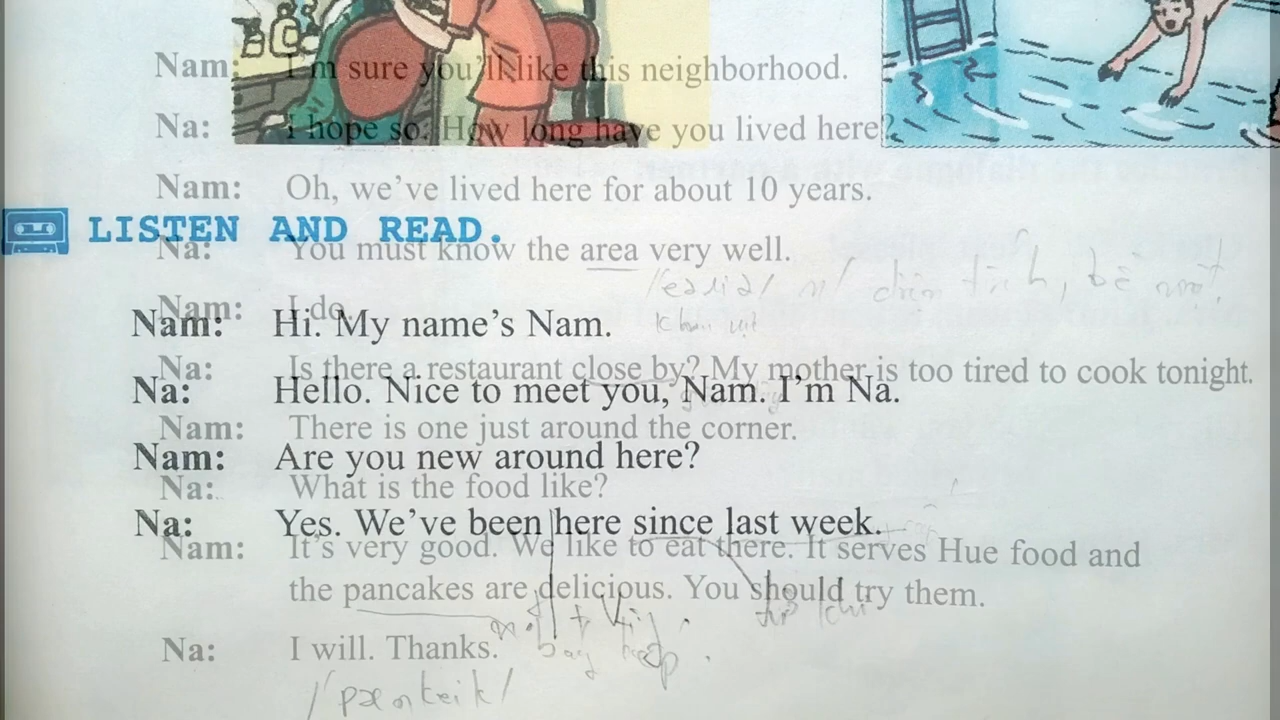 LISTEN AND READ.
Nam: Hi. My name's Nam.
Na: Hello. Nice to meet you, Nam. I'm Na.
Nam: Are you new around here?
Na: Yes. We've been here since last week.
Nam: I'm sure you'll like this neighborhood.
Na: I hope so. How long have you lived here?
Nam: Oh, we've lived here for about 10 years.
Na: You must know the area very well.
Nam: I do.
Na: Is there a restaurant close by? My mother is too tired to cook tonight.
Nam: There is one just around the corner.
Na: What is the food like?
Nam: It's very good. We like to eat there. It serves Hue food and
the pancakes are delicious. You should try them.
Na: I will. Thanks.
/'pænkeik/